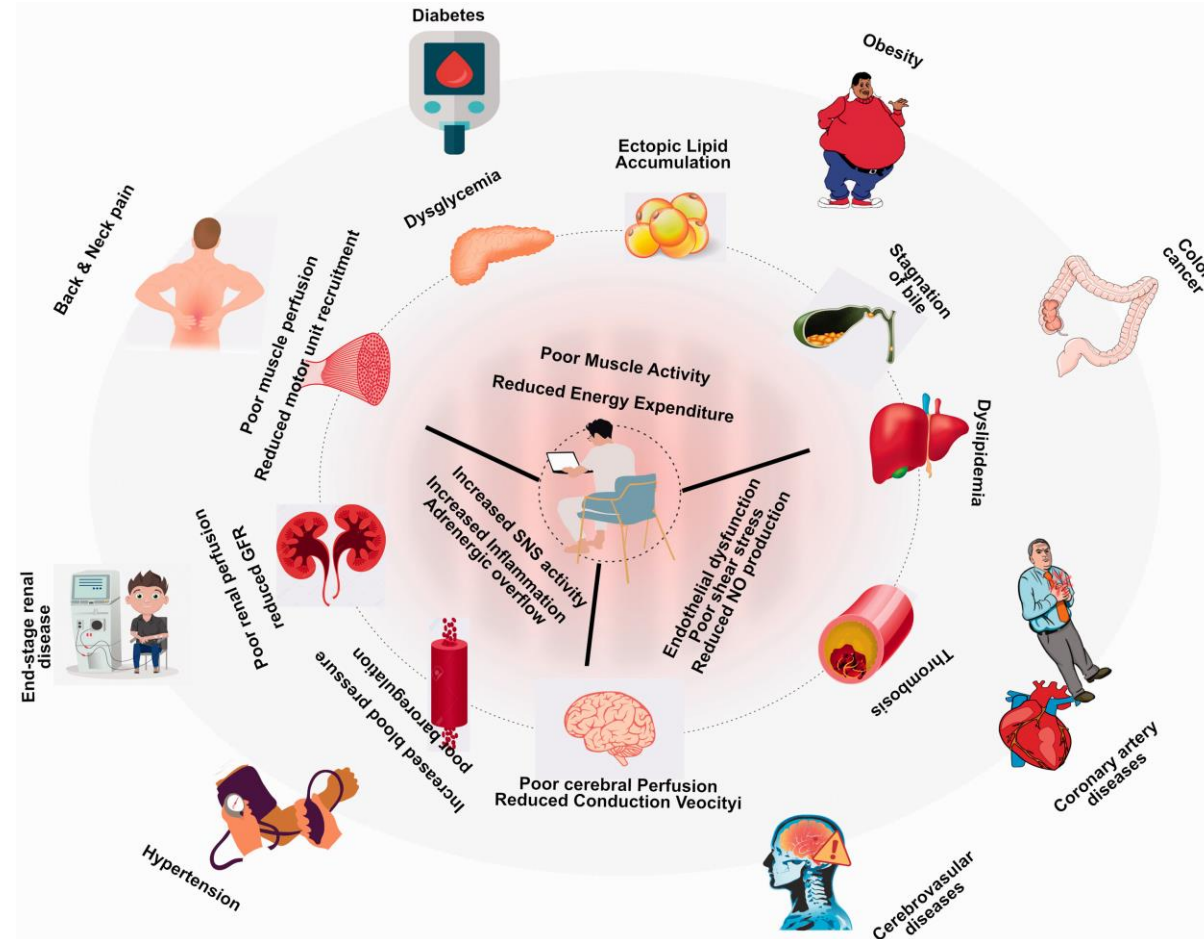 Diabetes
Obesity
Ectopic Lipid
Accumulation
Dysglycemia
Back & Neck pain
Poor muscle perfusion
Reduced motor unit recruitment
Stagnation
of bile
Colon
cancer
Poor Muscle Activity
Reduced Energy Expenditure
Dyslipidemia
Increased SNS activity
Increased Inflammation
Adrenergic overflow
Endothelial dysfunction
Poor shear stress
Reduced NO production
End-stage renal
disease
Poor renal perfusion
reduced GFR
Increased blood pressure
poor baroregulation
Thrombosis
Poor cerebral Perfusion
Reduced Conduction Veocityi
Coronary artery
diseases
Hypertension
Cerebrovascular
diseases